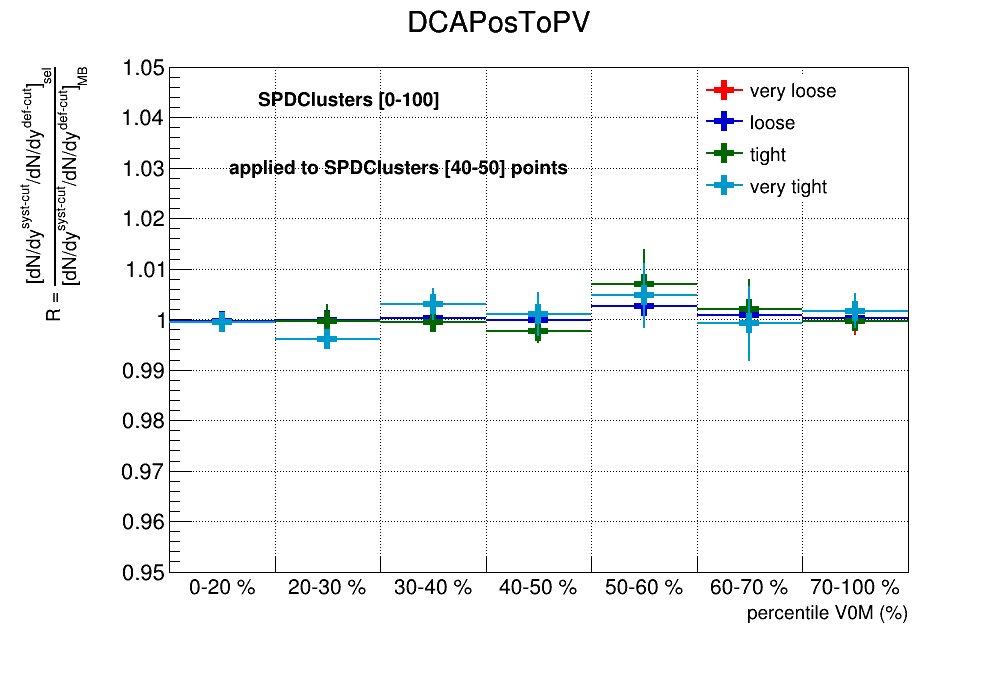 DCAPosToPV
R = [dN/dy^syst-cut/dN/dy^def-cut]_sel
[dN/dy^syst-cut/dN/dy^def-cut]_MB
1.05
1.04
1.03
1.02
1.01
1
0.99
0.98
0.97
0.96
0.95
SPDClusters [0-100]
applied to SPDClusters [40-50] points
very loose
loose
tight
very tight
0-20 % 20-30 % 30-40 % 40-50 % 50-60 % 60-70 % 70-100 %
percentile V0M (%)